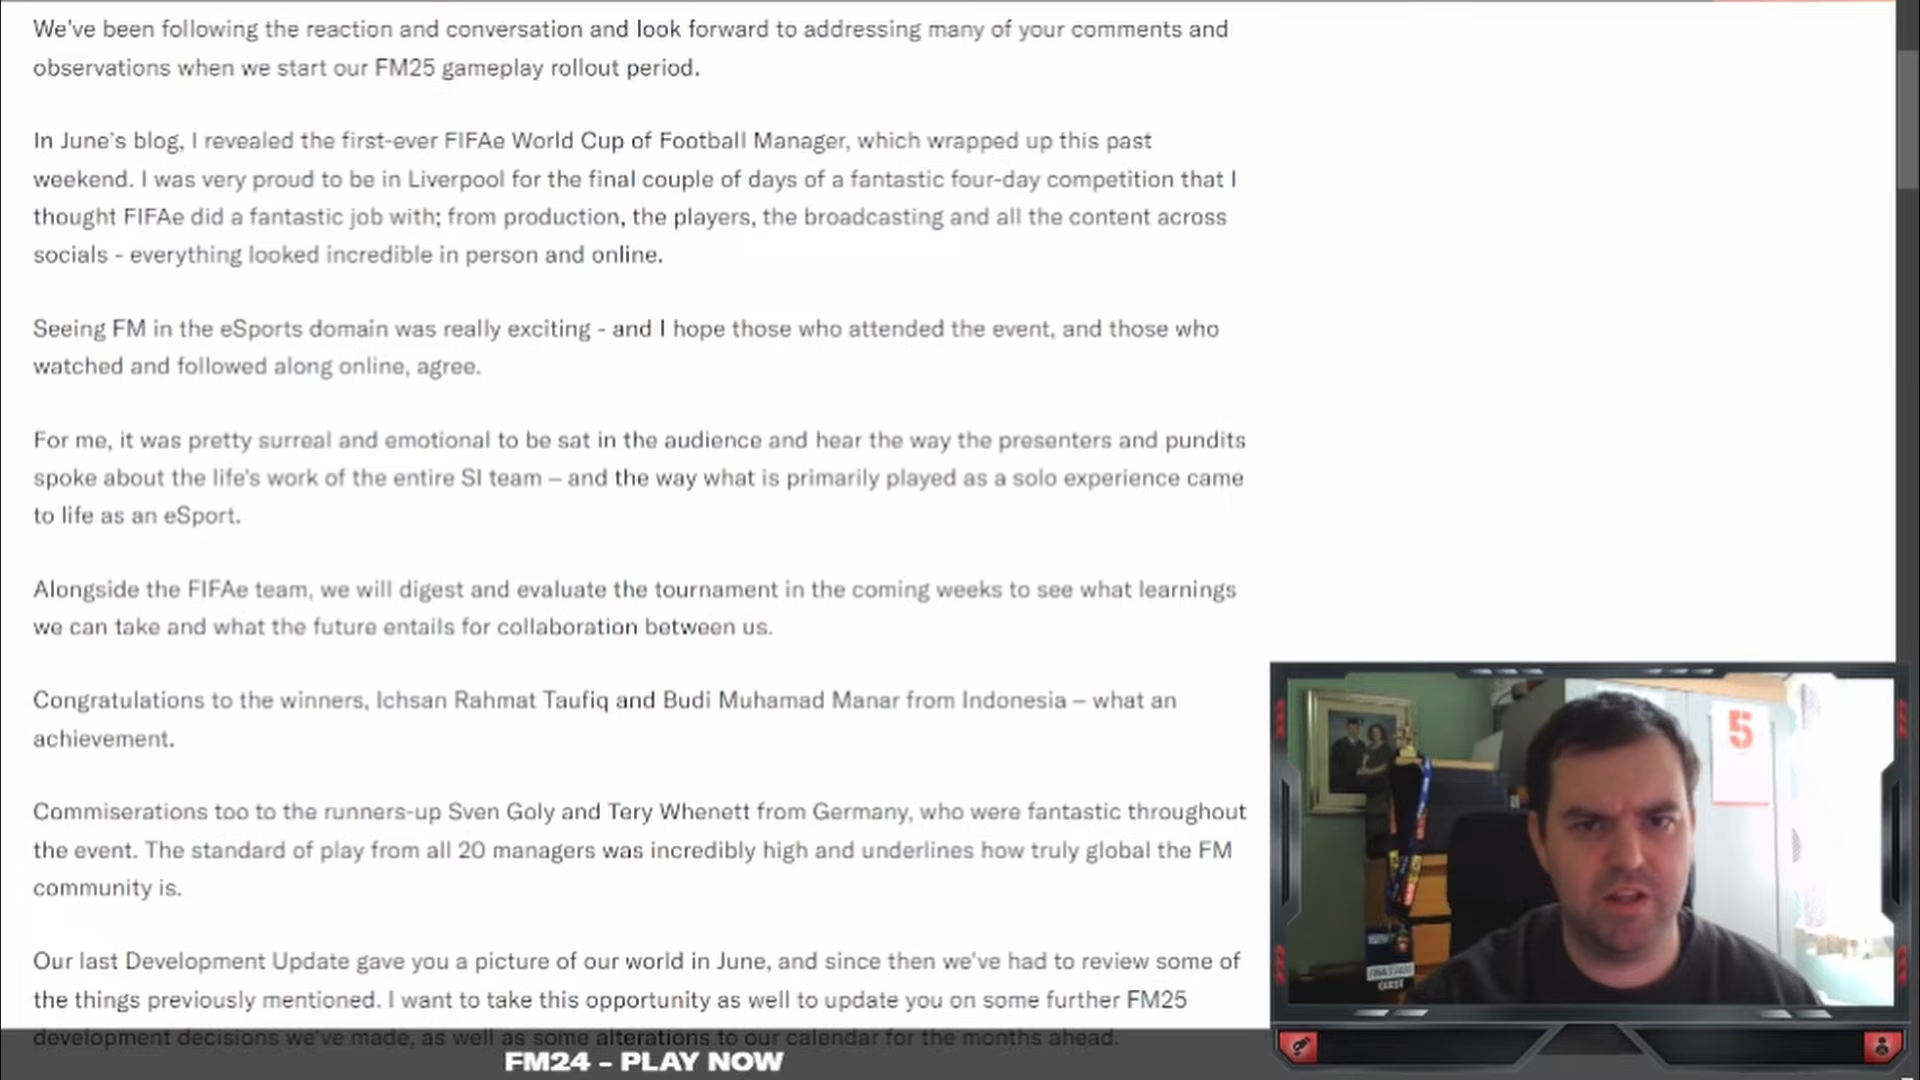 We've been following the reaction and conversation and look forward to addressing many of your comments and
observations when we start our FM25 gameplay rollout period.
In June's blog, I revealed the first-ever FIFAe World Cup of Football Manager, which wrapped up this past
weekend. I was very proud to be in Liverpool for the final couple of days of a fantastic four-day competition that I
thought FIFAe did a fantastic job with; from production, the players, the broadcasting and all the content across
socials - everything looked incredible in person and online.
Seeing FM in the eSports domain was really exciting - and I hope those who attended the event, and those who
watched and followed along online, agree.
For me, it was pretty surreal and emotional to be sat in the audience and hear the way the presenters and pundits
spoke about the life's work of the entire SI team – and the way what is primarily played as a solo experience came
to life as an eSport.
Alongside the FIFAe team, we will digest and evaluate the tournament in the coming weeks to see what learnings
we can take and what the future entails for collaboration between us.
Congratulations to the winners, Ichsan Rahmat Taufiq and Budi Muhamad Manar from Indonesia – what an
achievement.
Commiserations too to the runners-up Sven Goly and Tery Whenett from Germany, who were fantastic throughout
the event. The standard of play from all 20 managers was incredibly high and underlines how truly global the FM
community is.
Our last Development Update gave you a picture of our world in June, and since then we've had to review some of
the things previously mentioned. I want to take this opportunity as well to update you on some further FM25
development decisions we've made, as well as some alterations to our calendar for the months ahead.
FM24 - PLAY NOW
5
GUEST